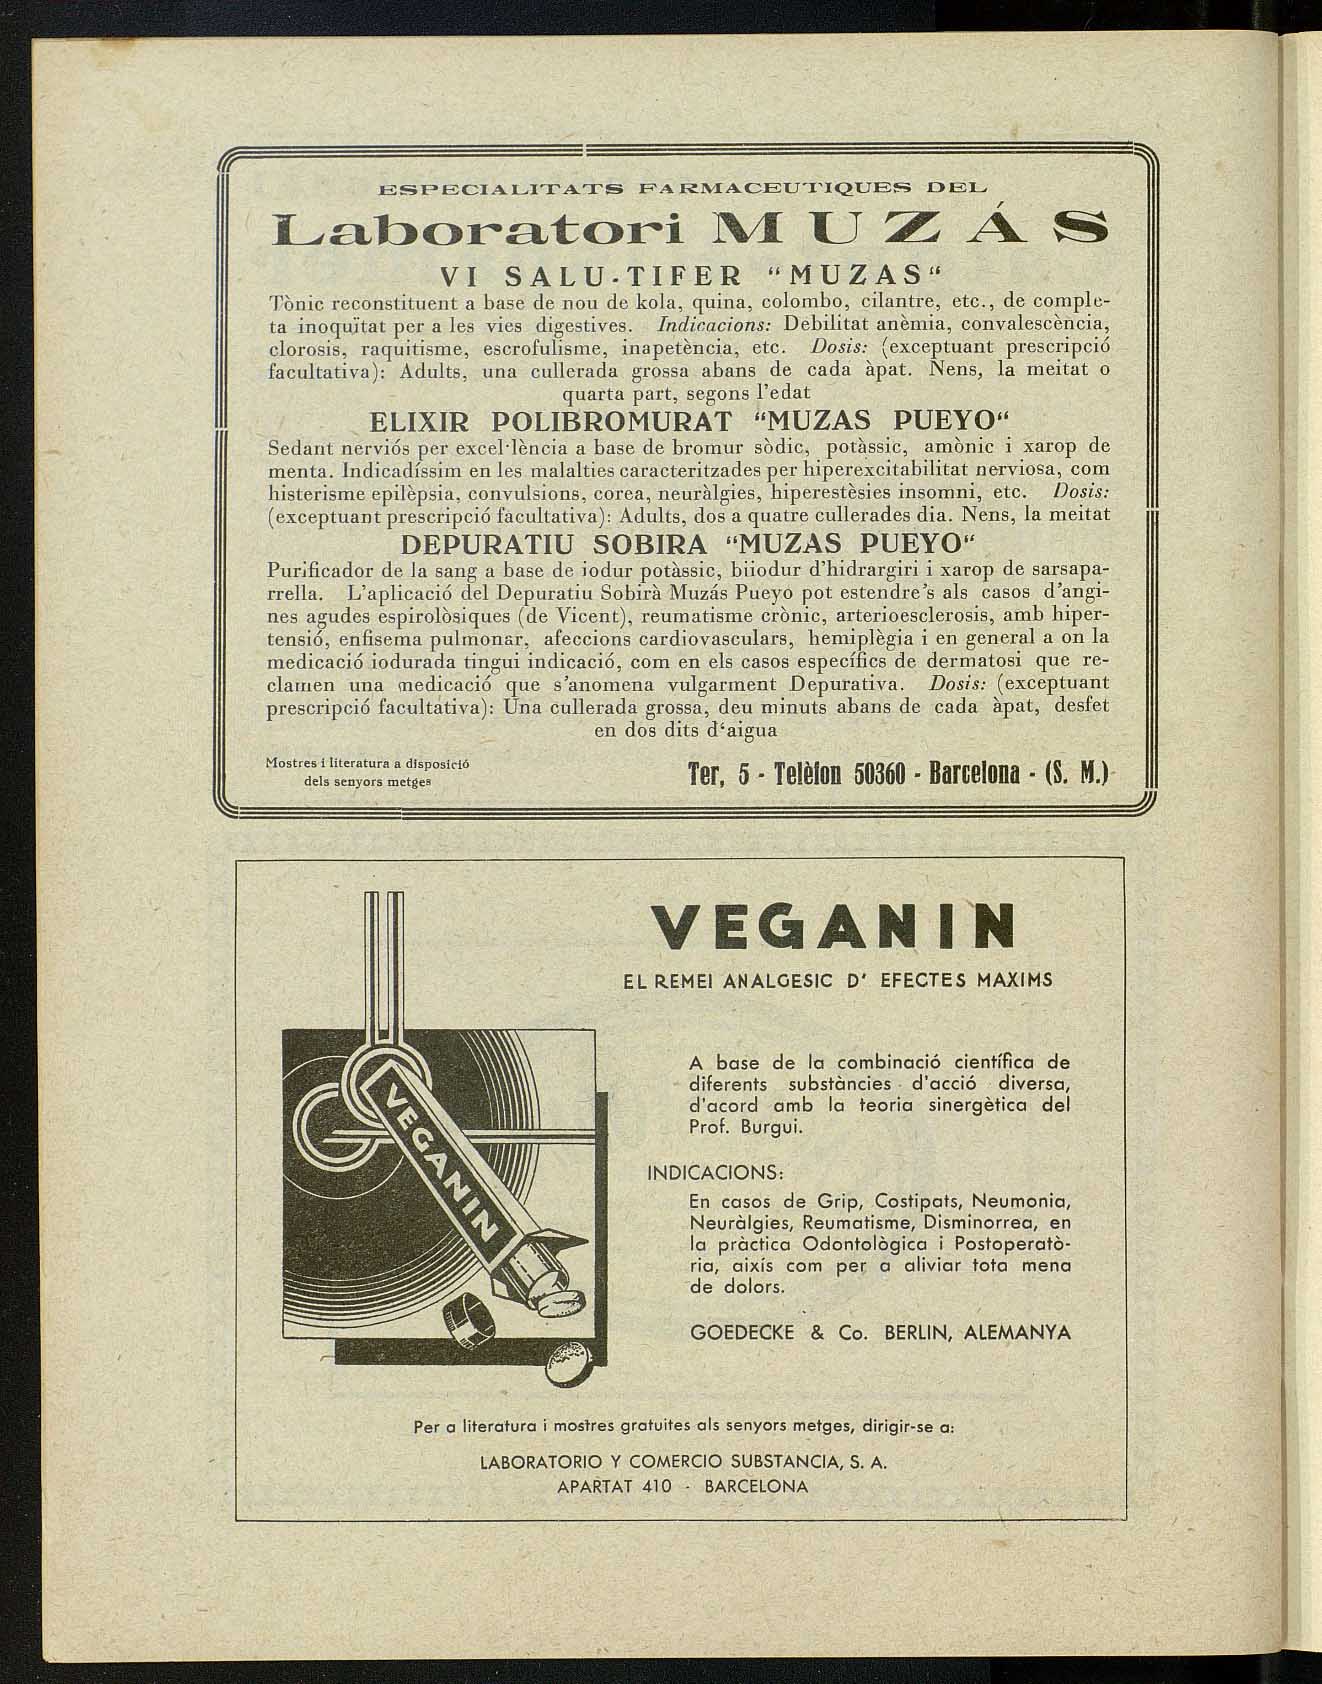 ESPECIALITATS FARMACEUTIQUES DEL
Laboratori MUZÁS
VI SALU-TIFER "MUZAS"
Tònic reconstituent a base de nou de kola, quina, colombo, cilantre, etc., de comple-
ta inoquïtat per a les vies digestives. Indicacions: Debilitat anèmia, convalescència,
clorosis, raquitisme, escrofulisme, inapetència, etc. Dosis: (exceptuant prescripció
facultativa): Adults, una cullerada grossa abans de cada àpat. Nens, la meitat o
quarta part, segons l'edat
ELIXIR POLIBROMURAT "MUZAS PUEYO"
Sedant nerviós per excel·lència a base de bromur sòdic, potàssic, amònic i xarop de
menta. Indicadíssim en les malalties caracteritzades per hiperexcitabilitat nerviosa, com
histerisme epilèpsia, convulsions, corea, neuràlgies, hiperestèsies insomni, etc. Dosis:
(exceptuant prescripció facultativa): Adults, dos a quatre cullerades dia. Nens, la meitat
DEPURATIU SOBIRA "MUZAS PUEYO"
Purificador de la sang a base de iodur potàssic, biiodur d'hidrargiri i xarop de sarsapa-
rrella. L'aplicació del Depuratiu Sobirà Muzás Pueyo pot estendre's als casos d'angi-
nes agudes espirolòsiques (de Vicent), reumatisme crònic, arterioesclerosis, amb hiper-
tensió, enfisema pulmonar, afeccions cardiovasculars, hemiplègia i en general a on la
medicació iodurada tingui indicació, com en els casos específics de dermatosi que re-
clamen una medicació que s'anomena vulgarment Depurativa. Dosis: (exceptuant
prescripció facultativa): Una cullerada grossa, deu minuts abans de cada àpat, desfet
en dos dits d'aigua
Mostres i literatura a disposició
dels senyors metges
Ter, 5 - Telèfon 50360 - Barcelona - (S. M.)
VEGANIN
EL REMEI ANALGESIC D' EFECTES MAXIMS
VEGANIN
A base de la combinació científica de
diferents substàncies d'acció diversa,
d'acord amb la teoria sinergètica del
Prof. Burgui.
INDICACIONS:
En casos de Grip, Costipats, Neumonia,
Neuràlgies, Reumatisme, Disminorrea, en
la pràctica Odontològica i Postoperatò-
ria, aixís com per a aliviar tota mena
de dolors.
GOEDECKE & Co. BERLIN, ALEMANYA
Per a literatura i mostres gratuites als senyors metges, dirigir-se a:
LABORATORIO Y COMERCIO SUBSTANCIA, S. A.
APARTAT 410 - BARCELONA